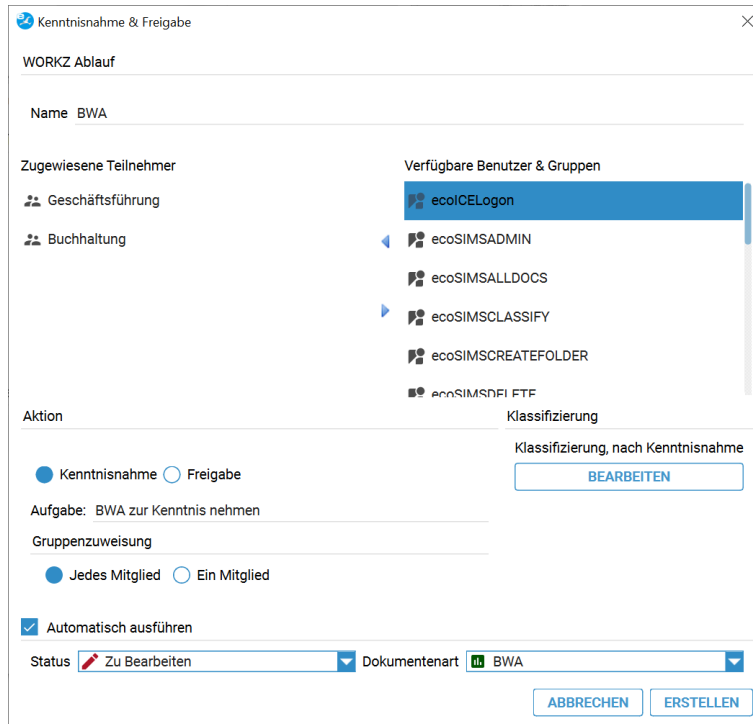 Kenntnisnahme & Freigabe
WORKZ Ablauf
Name BWA
Zugewiesene Teilnehmer
Geschäftsführung
Buchhaltung
Verfügbare Benutzer & Gruppen
ecoICELogon
ecoSIMSADMIN
ecoSIMSALLDOCS
ecoSIMSCLASSIFY
ecoSIMSCREATEFOLDER
ecoSIMSDELETE
Aktion
Kenntnisnahme Freigabe
Aufgabe: BWA zur Kenntnis nehmen
Gruppenzuweisung
Jedes Mitglied Ein Mitglied
Klassifizierung
Klassifizierung, nach Kenntnisnahme
BEARBEITEN
Automatisch ausführen
Status Zu Bearbeiten Dokumentenart BWA
ABBRECHEN ERSTELLEN